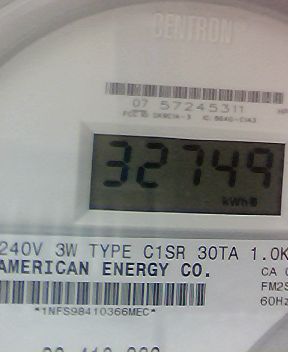 CENTRON®
07 57245311
32749
kWh
240V 3W TYPE C1SR 30TA 1.0K
AMERICAN ENERGY CO.
CA
FM2S
60Hz
*1NFS98410366MEC*